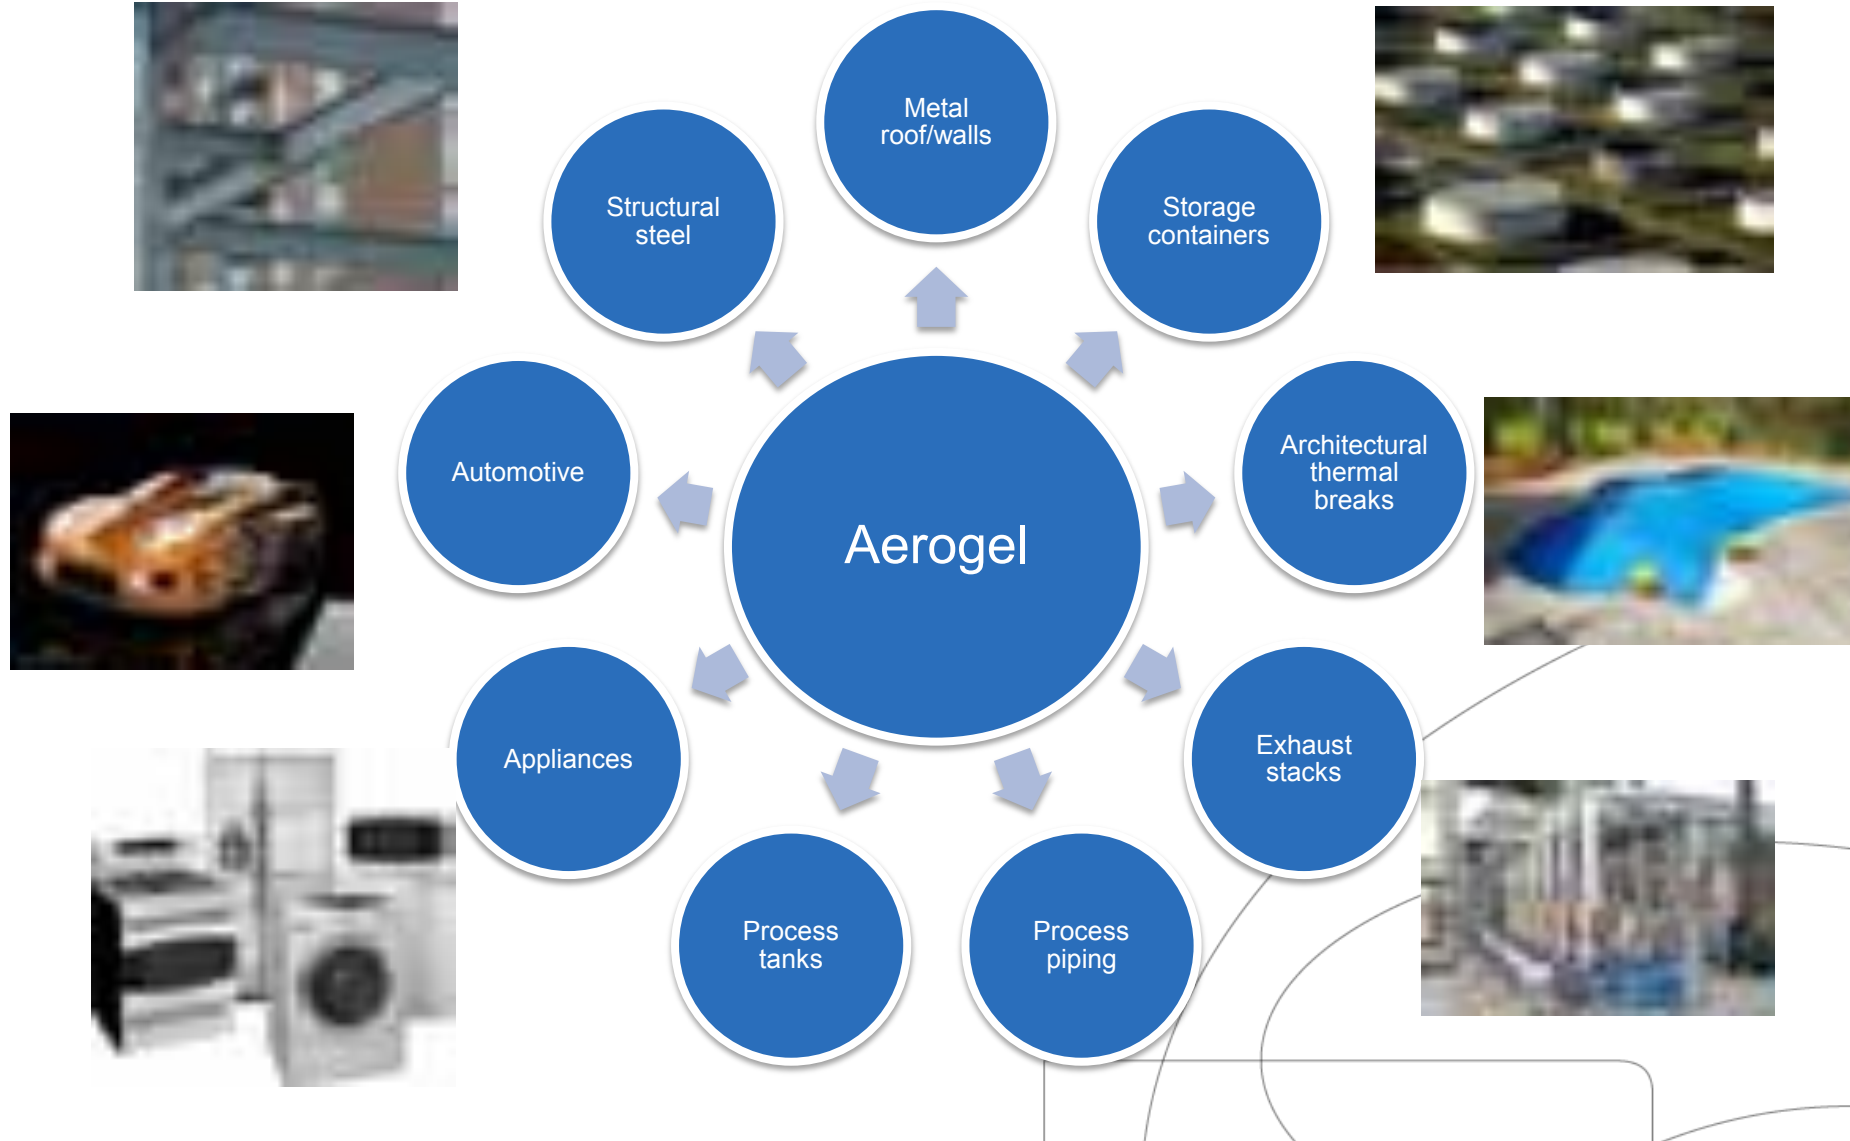 Metal
roof/walls
Structural
steel
Storage
containers
Automotive
Architectural
thermal
breaks
Aerogel
Appliances
Exhaust
stacks
Process
tanks
Process
piping